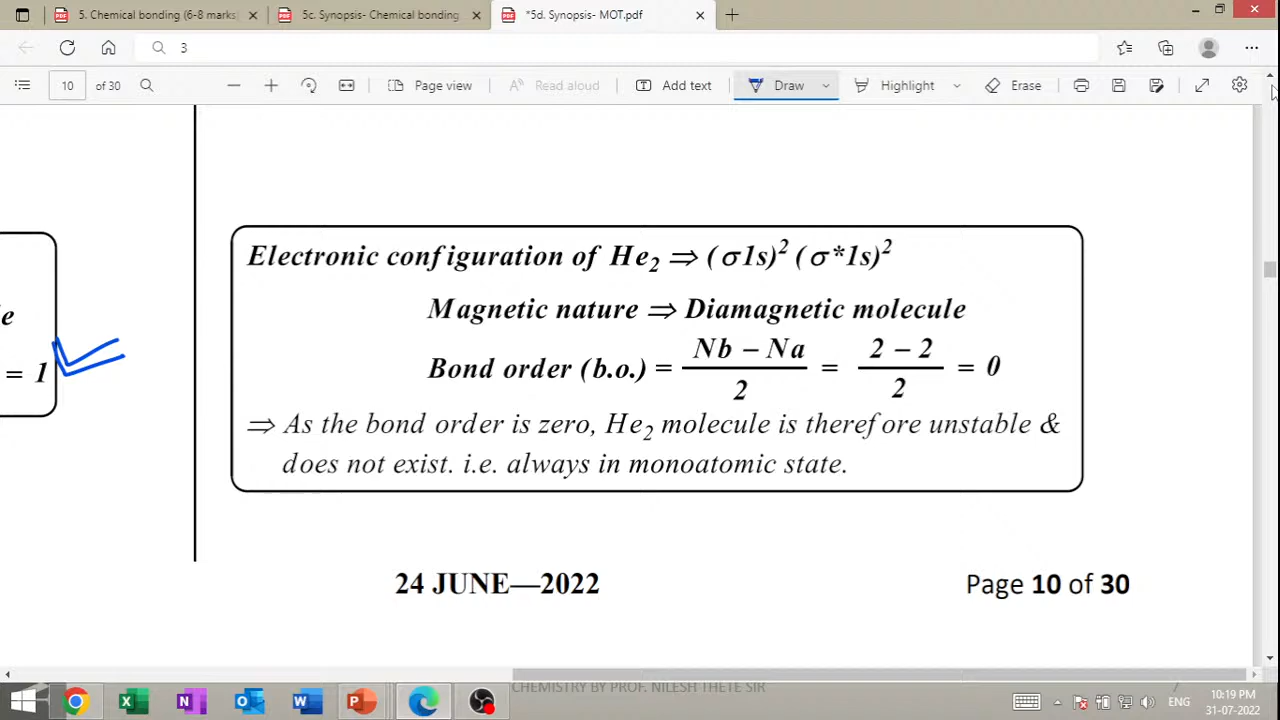 5. Chemical bonding (6-8 marks)
5c. Synopsis- Chemical bonding
*5d. Synopsis- MOT.pdf
3
10 of 30
Page view
Read aloud
Add text
Draw
Highlight
Erase
e
= 1
Electronic configuration of He₂ ⇒ (σ1s)² (σ*1s)²
Magnetic nature ⇒ Diamagnetic molecule
Bond order (b.o.) = Nb – Na / 2 = 2 – 2 / 2 = 0
⇒ As the bond order is zero, He₂ molecule is therefore unstable &
does not exist. i.e. always in monoatomic state.
24 JUNE—2022
Page 10 of 30
CHEMISTRY BY PROF. NILESH THETE SIR
ENG
10:19 PM
31-07-2022